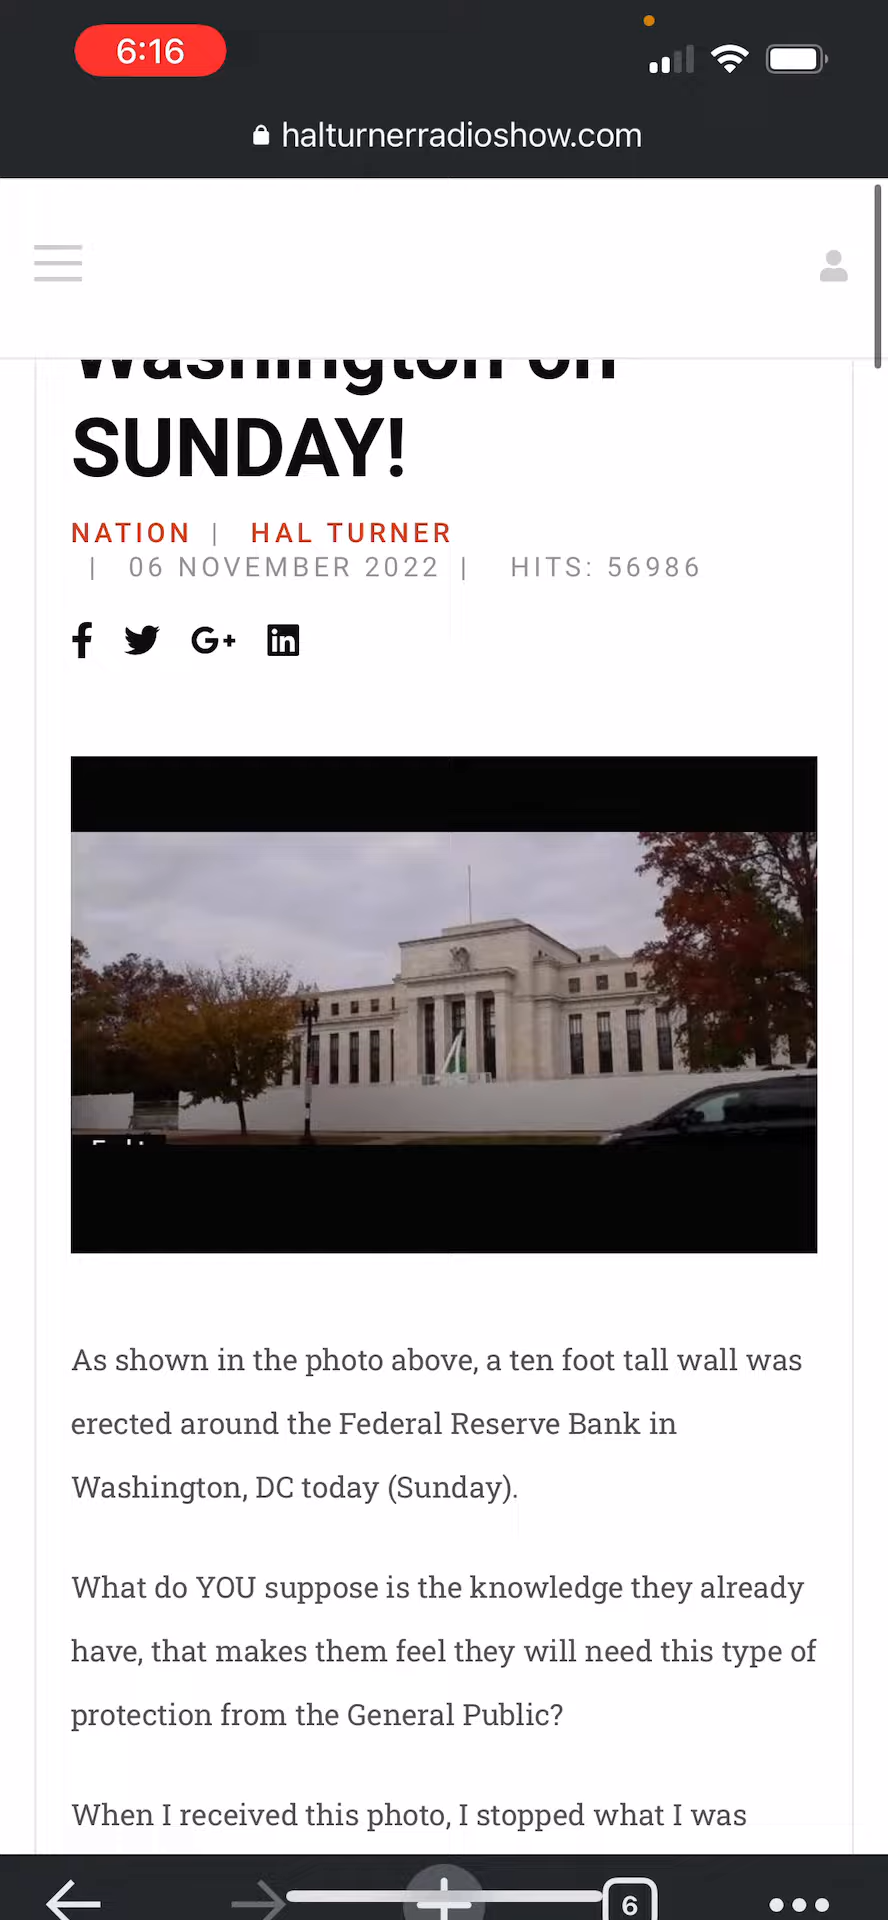 6:16
halturnerradioshow.com
Washington on
SUNDAY!
NATION | HAL TURNER
| 06 NOVEMBER 2022 | HITS: 56986
As shown in the photo above, a ten foot tall wall was
erected around the Federal Reserve Bank in
Washington, DC today (Sunday).
What do YOU suppose is the knowledge they already
have, that makes them feel they will need this type of
protection from the General Public?
When I received this photo, I stopped what I was
6